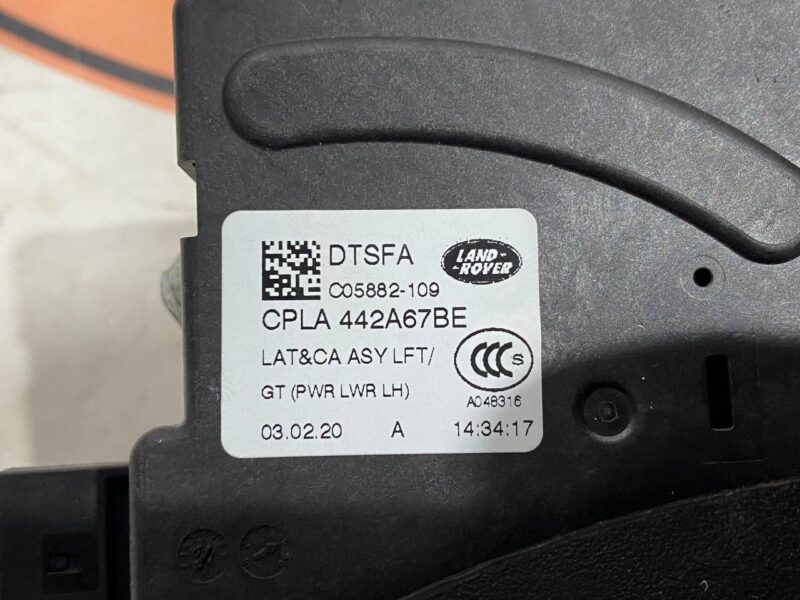 DTSFA
LAND-
-ROVER
C05882-109
CPLA 442A67BE
LAT&CA ASY LFT/
GT (PWR LWR LH)
CCC S
A048316
03.02.20 A 14:34:17